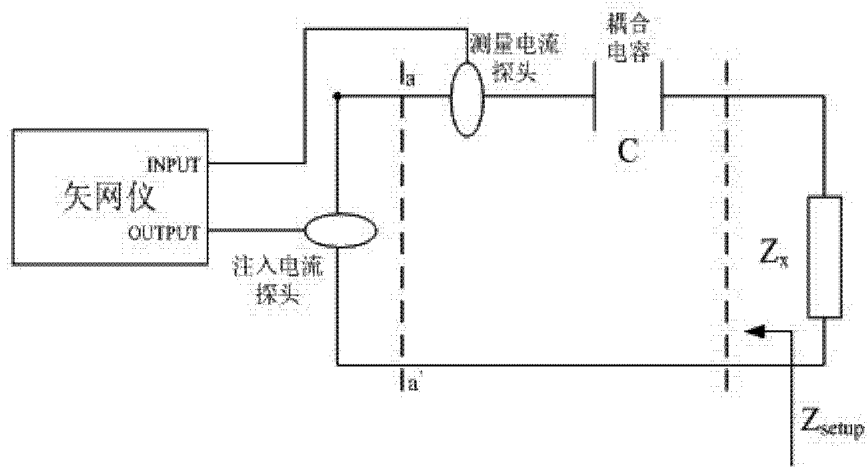 耦合
电容
测量电流
探头
a
INPUT
矢网仪
OUTPUT
C
注入电流
探头
Zx
a'
Zsetup